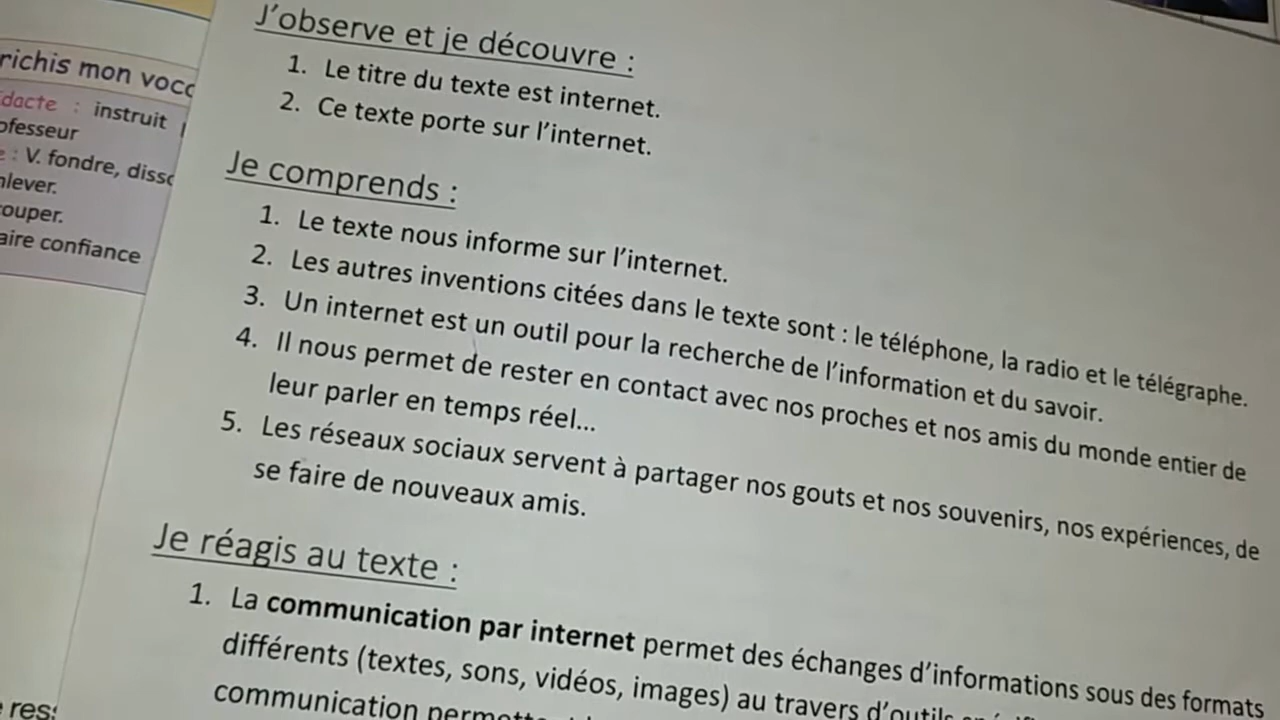 richis mon voc
dacte : instruit
ofesseur
: V. fondre, disso
nlever.
ouper.
aire confiance
J'observe et je découvre :
1. Le titre du texte est internet.
2. Ce texte porte sur l'internet.
Je comprends :
1. Le texte nous informe sur l'internet.
2. Les autres inventions citées dans le texte sont : le téléphone, la radio et le télégraphe.
3. Un internet est un outil pour la recherche de l'information et du savoir.
4. Il nous permet de rester en contact avec nos proches et nos amis du monde entier de
leur parler en temps réel...
5. Les réseaux sociaux servent à partager nos gouts et nos souvenirs, nos expériences, de
se faire de nouveaux amis.
Je réagis au texte :
1. La communication par internet permet des échanges d'informations sous des formats
différents (textes, sons, vidéos, images) au travers d'outils
communication